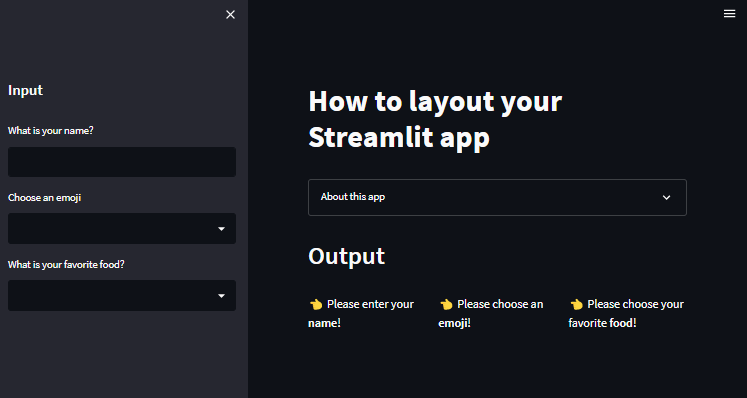 Input
What is your name?
Choose an emoji
What is your favorite food?
How to layout your
Streamlit app
About this app
Output
👈 Please enter your
name!
👈 Please choose an
emoji!
👈 Please choose your
favorite food!